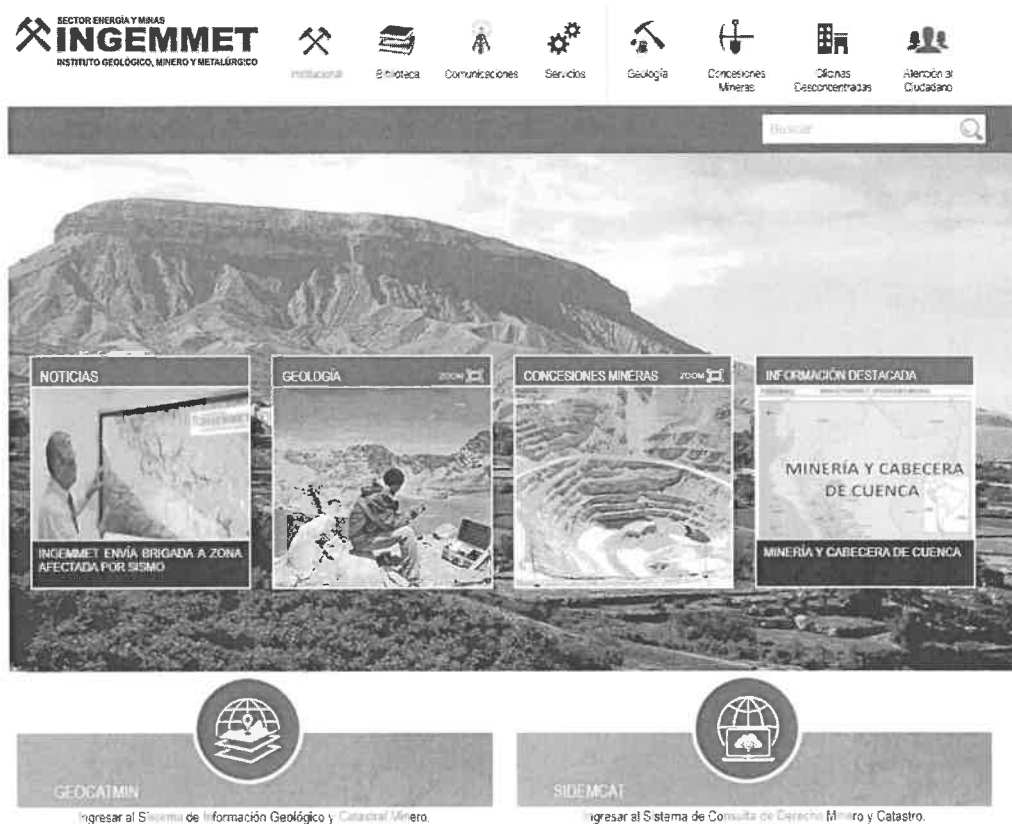 SECTOR ENERGÍA Y MINAS
INGEMMET
INSTITUTO GEOLÓGICO, MINERO Y METALÚRGICO
Institucional
Biblioteca
Comunicaciones
Servicios
Geología
Concesiones
Mineras
Oficinas
Desconcentradas
Atención al
Ciudadano
Buscar
NOTICIAS
GEOLOGÍA ZOOM
CONCESIONES MINERAS ZOOM
INFORMACIÓN DESTACADA
MINERÍA Y CABECERA
DE CUENCA
INGEMMET ENVÍA BRIGADA A ZONA
AFECTADA POR SISMO
MINERÍA Y CABECERA DE CUENCA
GEOCATMIN
SIDEMCAT
Ingresar al Sistema de Información Geológico y Catastral Minero.
Ingresar al Sistema de Consulta de Derecho Minero y Catastro.